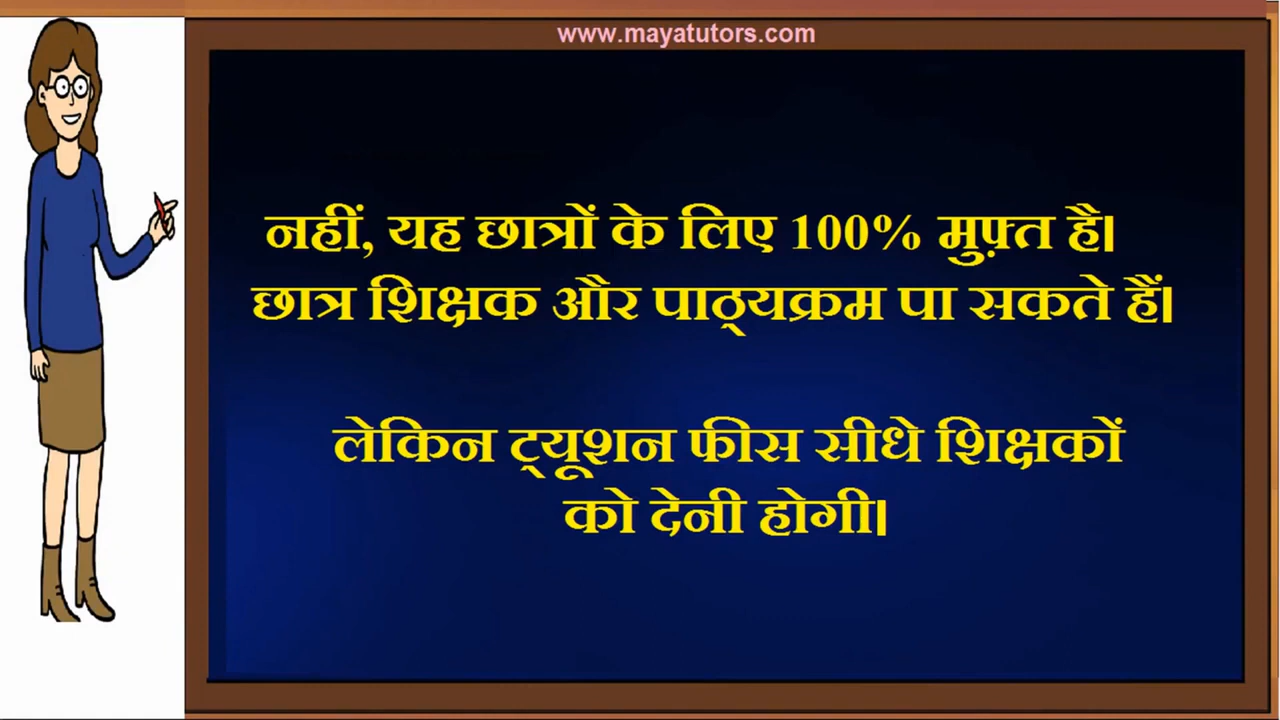 www.mayatutors.com
नहीं, यह छात्रों के लिए 100% मुफ़्त है।
छात्र शिक्षक और पाठ्यक्रम पा सकते हैं।
लेकिन ट्यूशन फीस सीधे शिक्षकों
को देनी होगी।